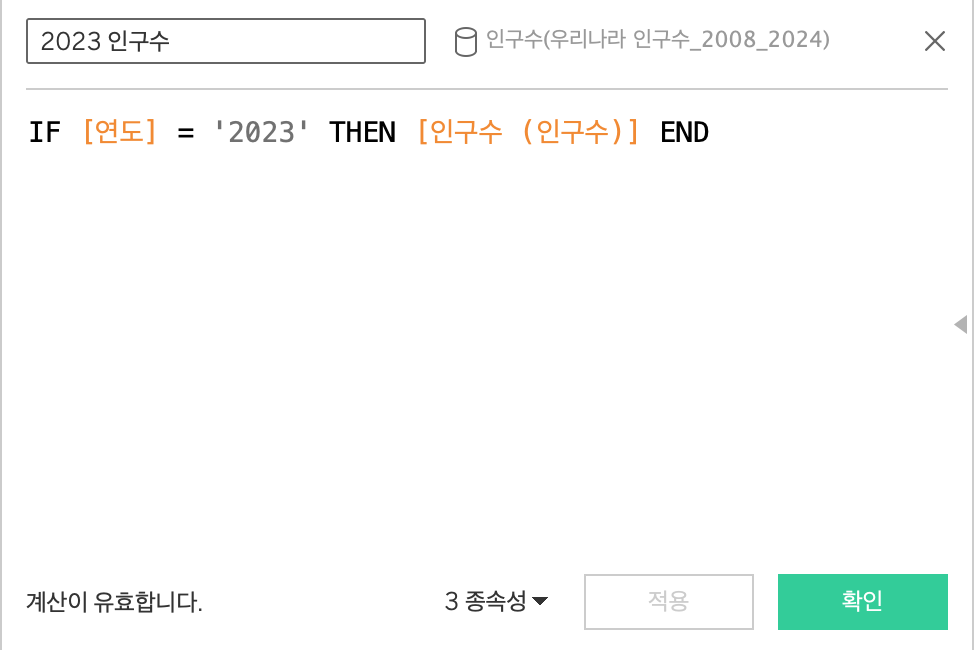 2023 인구수
인구수(우리나라 인구수_2008_2024)
IF [연도] = '2023' THEN [인구수 (인구수)] END
계산이 유효합니다.
3 종속성
적용
확인